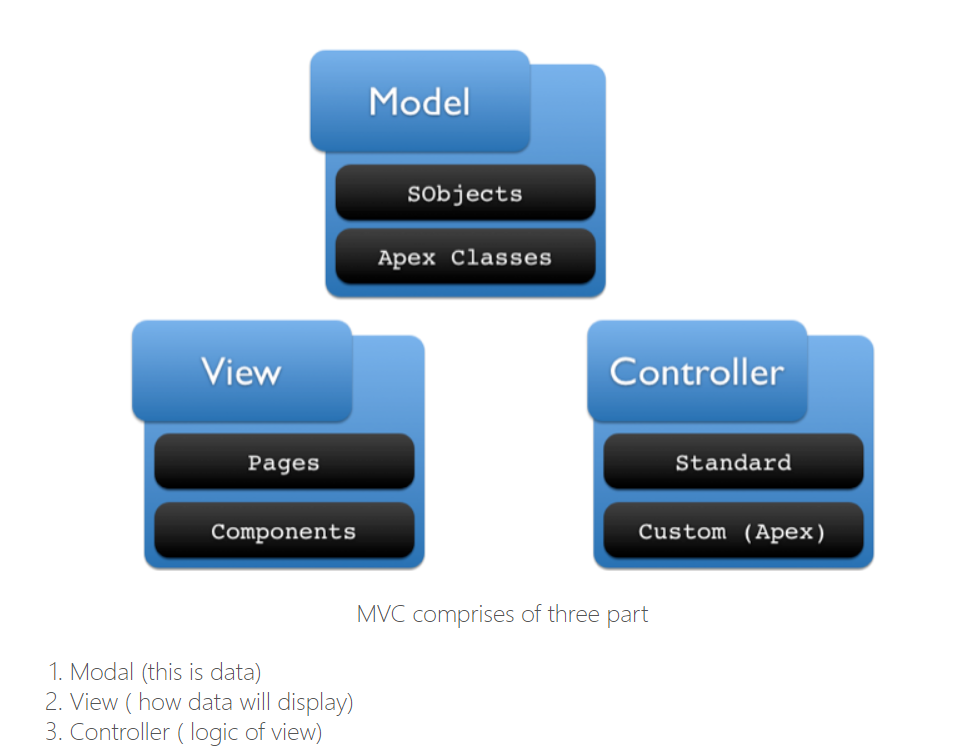 Model
SObjects
Apex Classes
View
Pages
Components
Controller
Standard
Custom (Apex)
MVC comprises of three part
1. Modal (this is data)
2. View ( how data will display)
3. Controller ( logic of view)